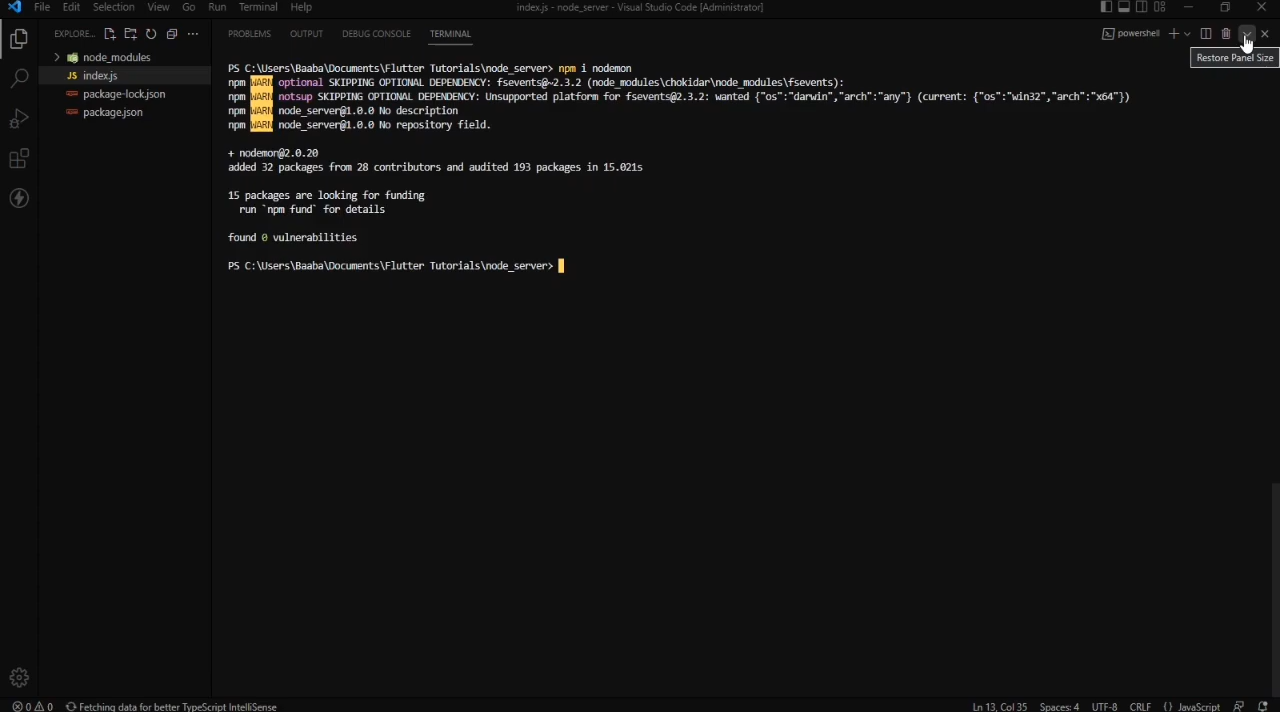 File Edit Selection View Go Run Terminal Help
index.js - node_server - Visual Studio Code [Administrator]
EXPLORE...
PROBLEMS OUTPUT DEBUG CONSOLE TERMINAL
powershell
Restore Panel Size
node_modules
JS index.js
package-lock.json
package.json
PS C:\Users\Baaba\Documents\Flutter Tutorials\node_server> npm i nodemon
npm WARN optional SKIPPING OPTIONAL DEPENDENCY: fsevents@~2.3.2 (node_modules\chokidar\node_modules\fsevents):
npm WARN notsup SKIPPING OPTIONAL DEPENDENCY: Unsupported platform for fsevents@2.3.2: wanted {"os":"darwin","arch":"any"} (current: {"os":"win32","arch":"x64"})
npm WARN node_server@1.0.0 No description
npm WARN node_server@1.0.0 No repository field.
+ nodemon@2.0.20
added 32 packages from 28 contributors and audited 193 packages in 15.021s
15 packages are looking for funding
run `npm fund` for details
found 0 vulnerabilities
PS C:\Users\Baaba\Documents\Flutter Tutorials\node_server>
0 0 Fetching data for better TypeScript IntelliSense
Ln 13, Col 35 Spaces: 4 UTF-8 CRLF {} JavaScript